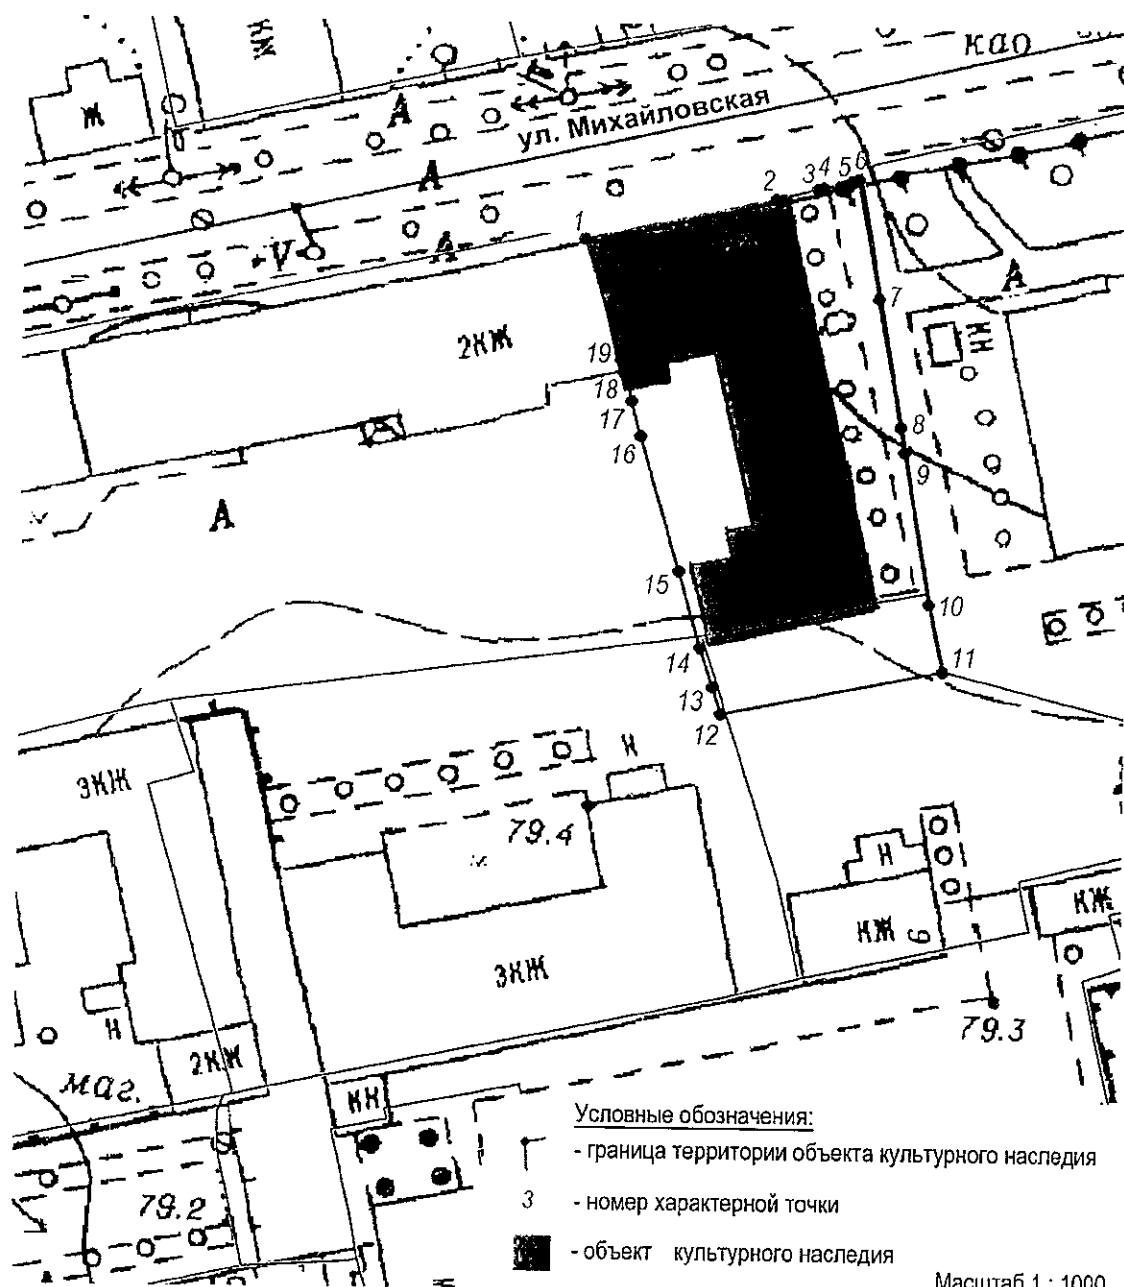 КЖ
Ж
као
А
ул. Михайловская
А
А
V
1
2
3
4
5
6
7
А
КН
2КЖ
19
18
17
16
8
9
А
15
10
14
11
13
12
3КЖ
Н
79.4
Н
КЖ
6
КЖ
3КЖ
79.3
Н
2КЖ
маг.
КН
79.2
Условные обозначения:
- граница территории объекта культурного наследия
3 - номер характерной точки
- объект культурного наследия
Масштаб 1 : 1000